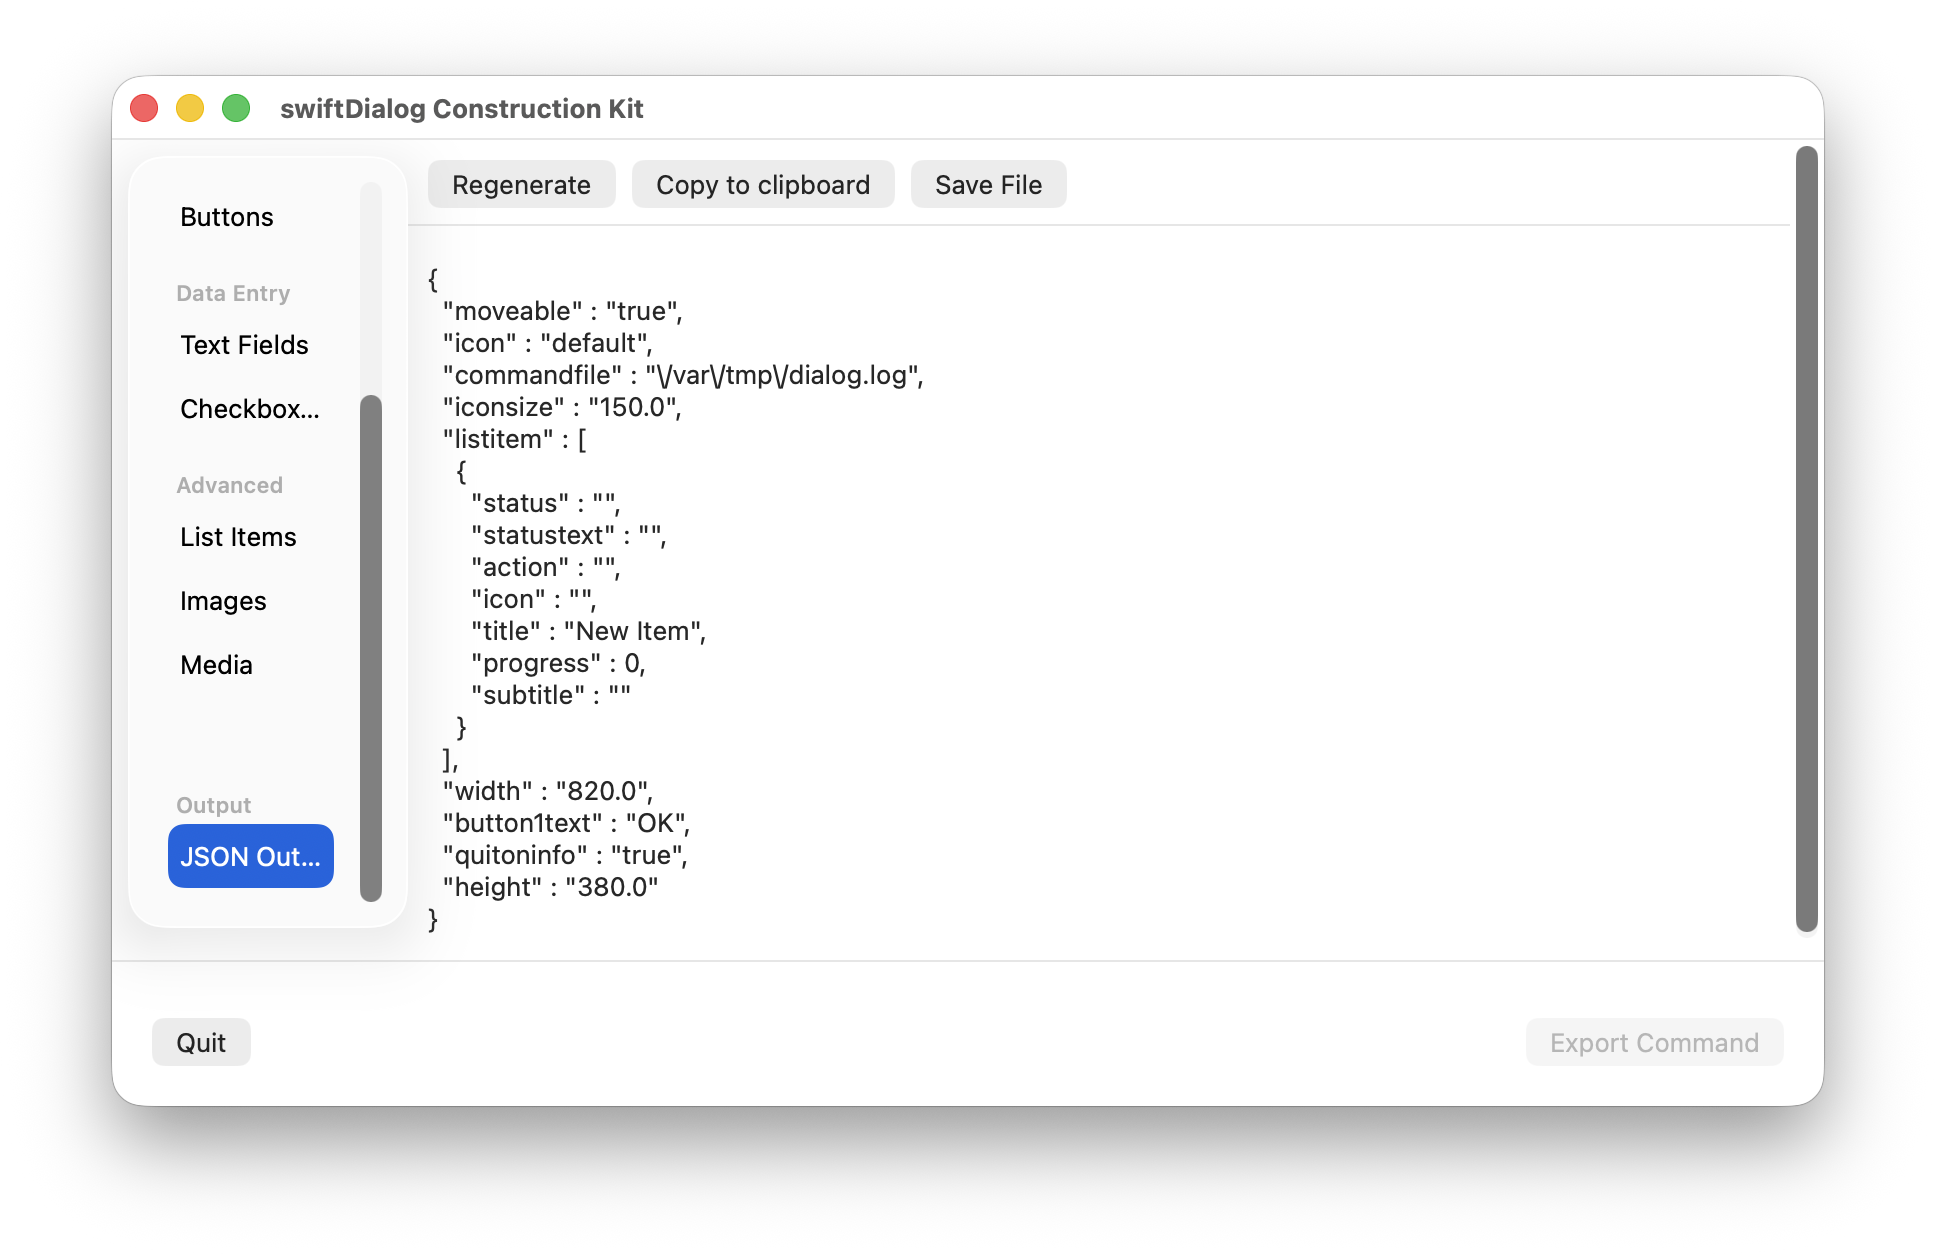 swiftDialog Construction Kit
Buttons
Data Entry
Text Fields
Checkbox...
Advanced
List Items
Images
Media
Output
JSON Out...
Regenerate
Copy to clipboard
Save File
{
"moveable" : "true",
"icon" : "default",
"commandfile" : "\/var\/tmp\/dialog.log",
"iconsize" : "150.0",
"listitem" : [
{
"status" : "",
"statustext" : "",
"action" : "",
"icon" : "",
"title" : "New Item",
"progress" : 0,
"subtitle" : ""
}
],
"width" : "820.0",
"button1text" : "OK",
"quitoninfo" : "true",
"height" : "380.0"
}
Quit
Export Command